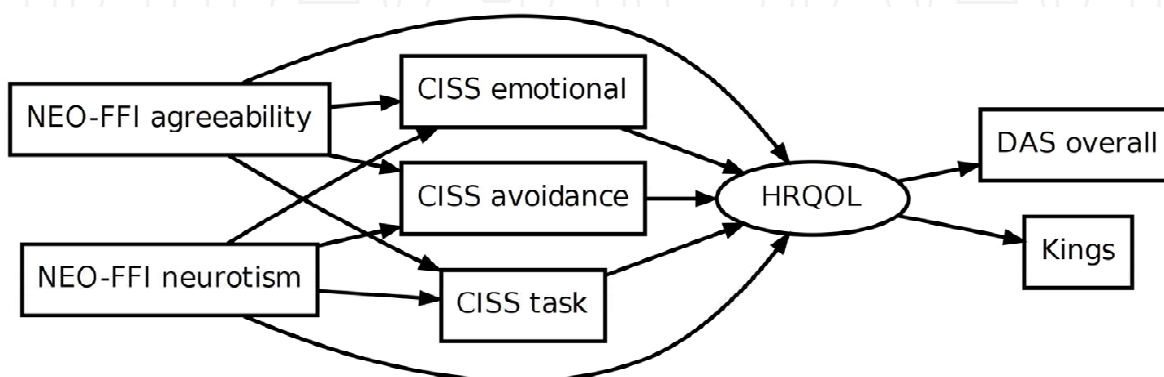 NEO-FFI agreeability
NEO-FFI neurotism
CISS emotional
CISS avoidance
CISS task
HRQOL
DAS overall
Kings